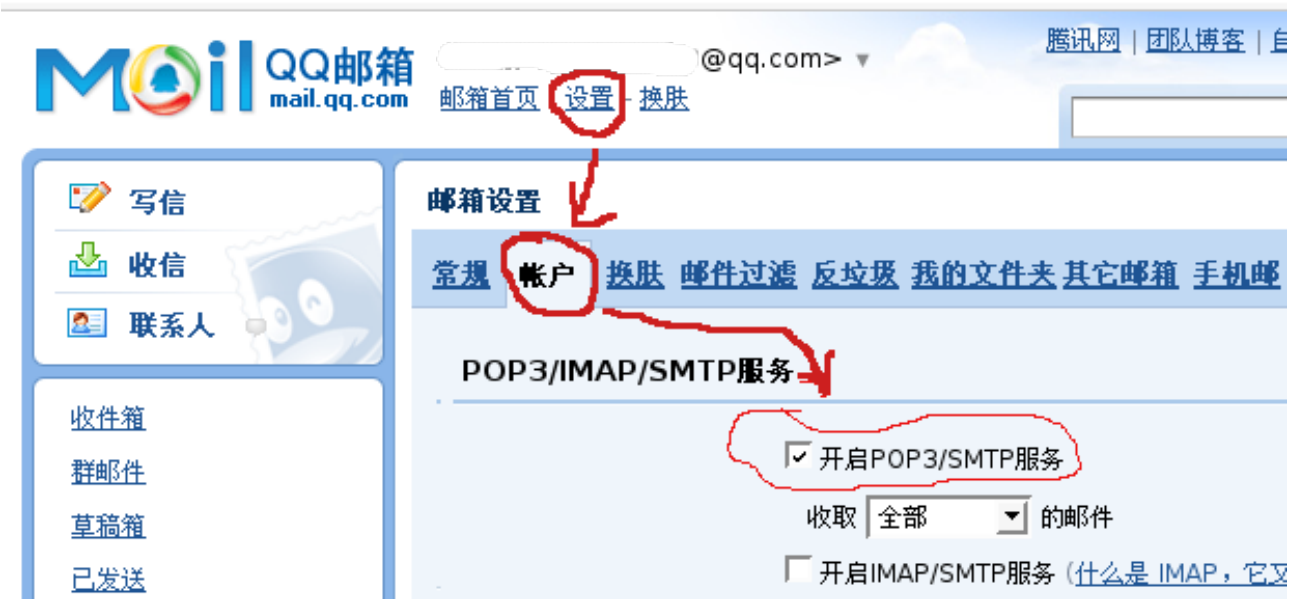 Mail QQ邮箱 mail.qq.com
@qq.com> ▼
腾讯网 | 团队博客 |
邮箱首页 设置 - 换肤
写信
收信
联系人
收件箱
群邮件
草稿箱
已发送
邮箱设置
常规 帐户 换肤 邮件过滤 反垃圾 我的文件夹 其它邮箱 手机邮
POP3/IMAP/SMTP服务
开启POP3/SMTP服务
收取 全部 的邮件
开启IMAP/SMTP服务 (什么是 IMAP，它又